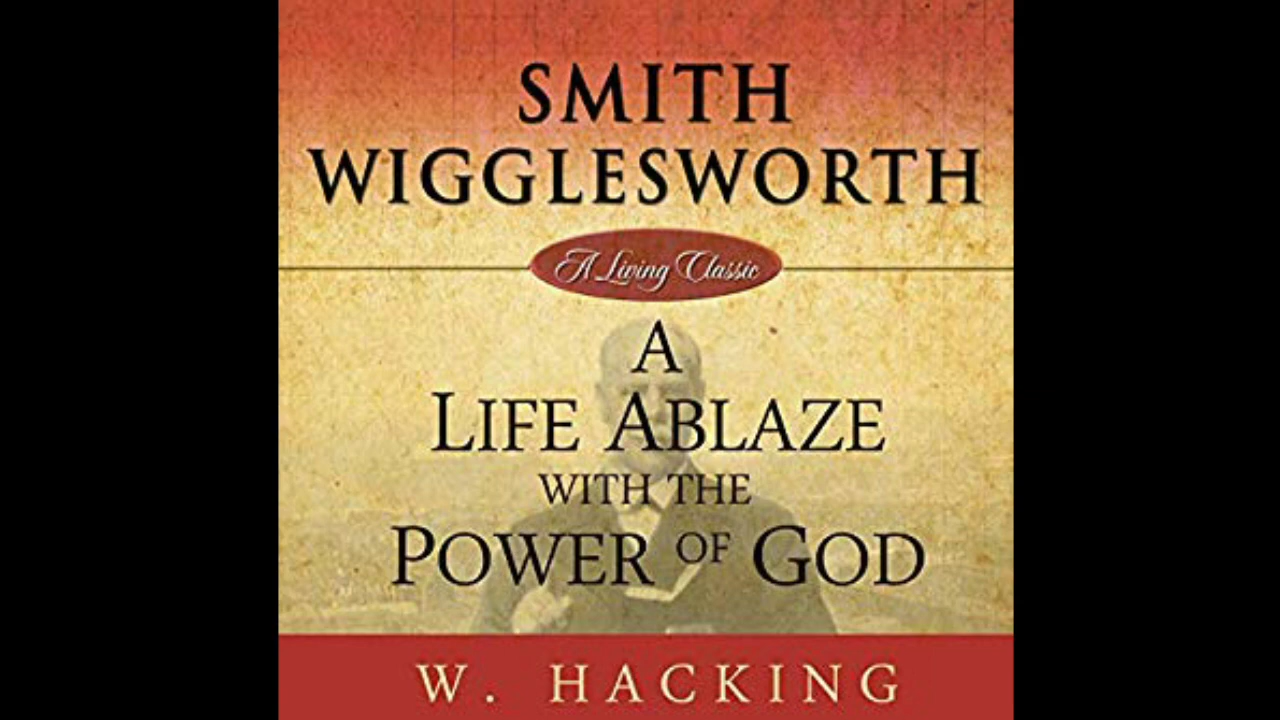 SMITH
WIGGLESWORTH
A Living Classic
A
LIFE ABLAZE
WITH THE
POWER OF GOD
W. HACKING